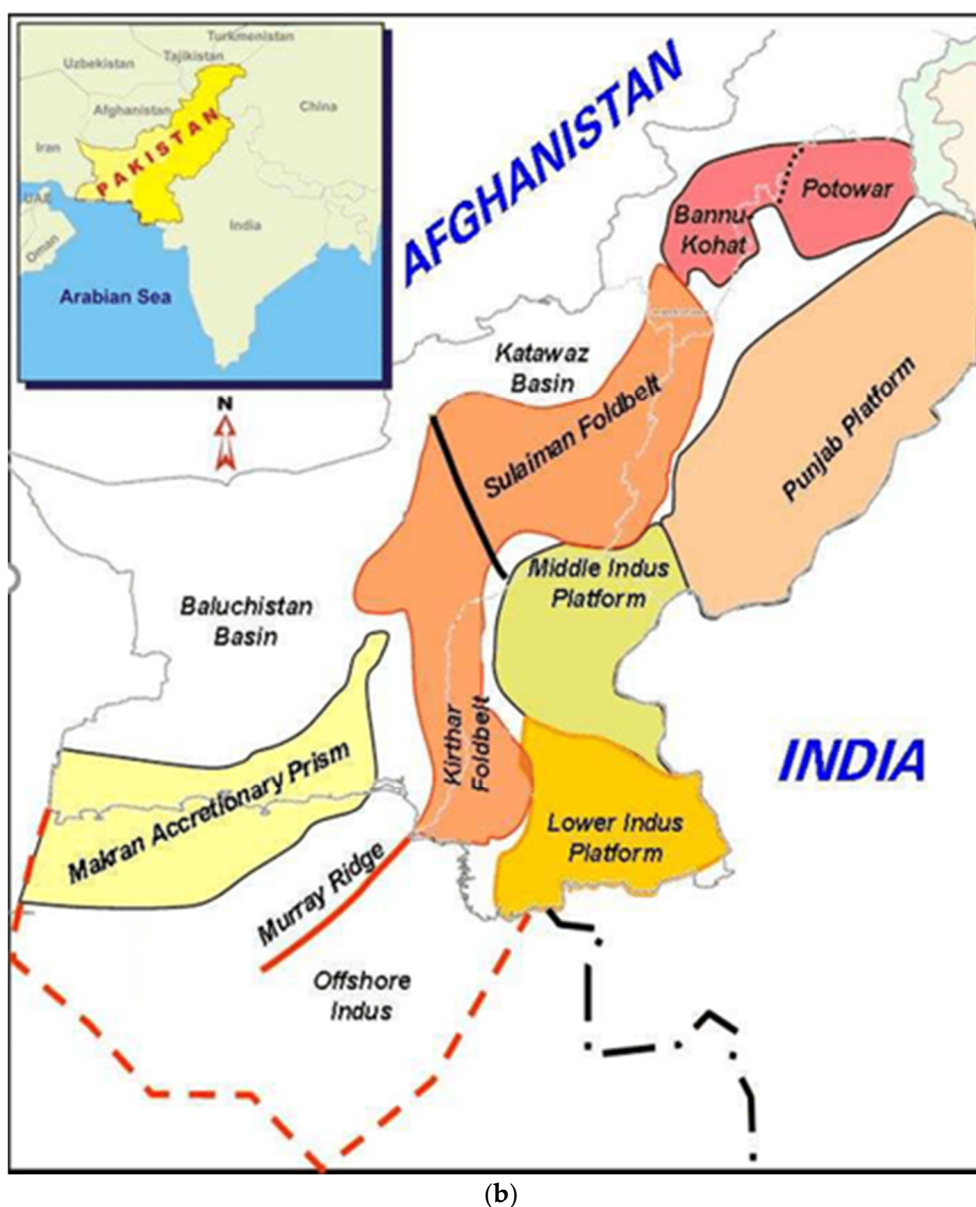 Turkmenistan
Uzbekistan
Tajikistan
Afghanistan
China
Iran
PAKISTAN
UAE
Oman
India
Arabian Sea
N
AFGHANISTAN
Potowar
Bannu-
Kohat
Katawaz
Basin
Sulaiman Foldbelt
Punjab Platform
Middle Indus
Platform
Baluchistan
Basin
Kirthar
Foldbelt
INDIA
Makran Accretionary Prism
Lower Indus
Platform
Murray Ridge
Offshore
Indus
(b)